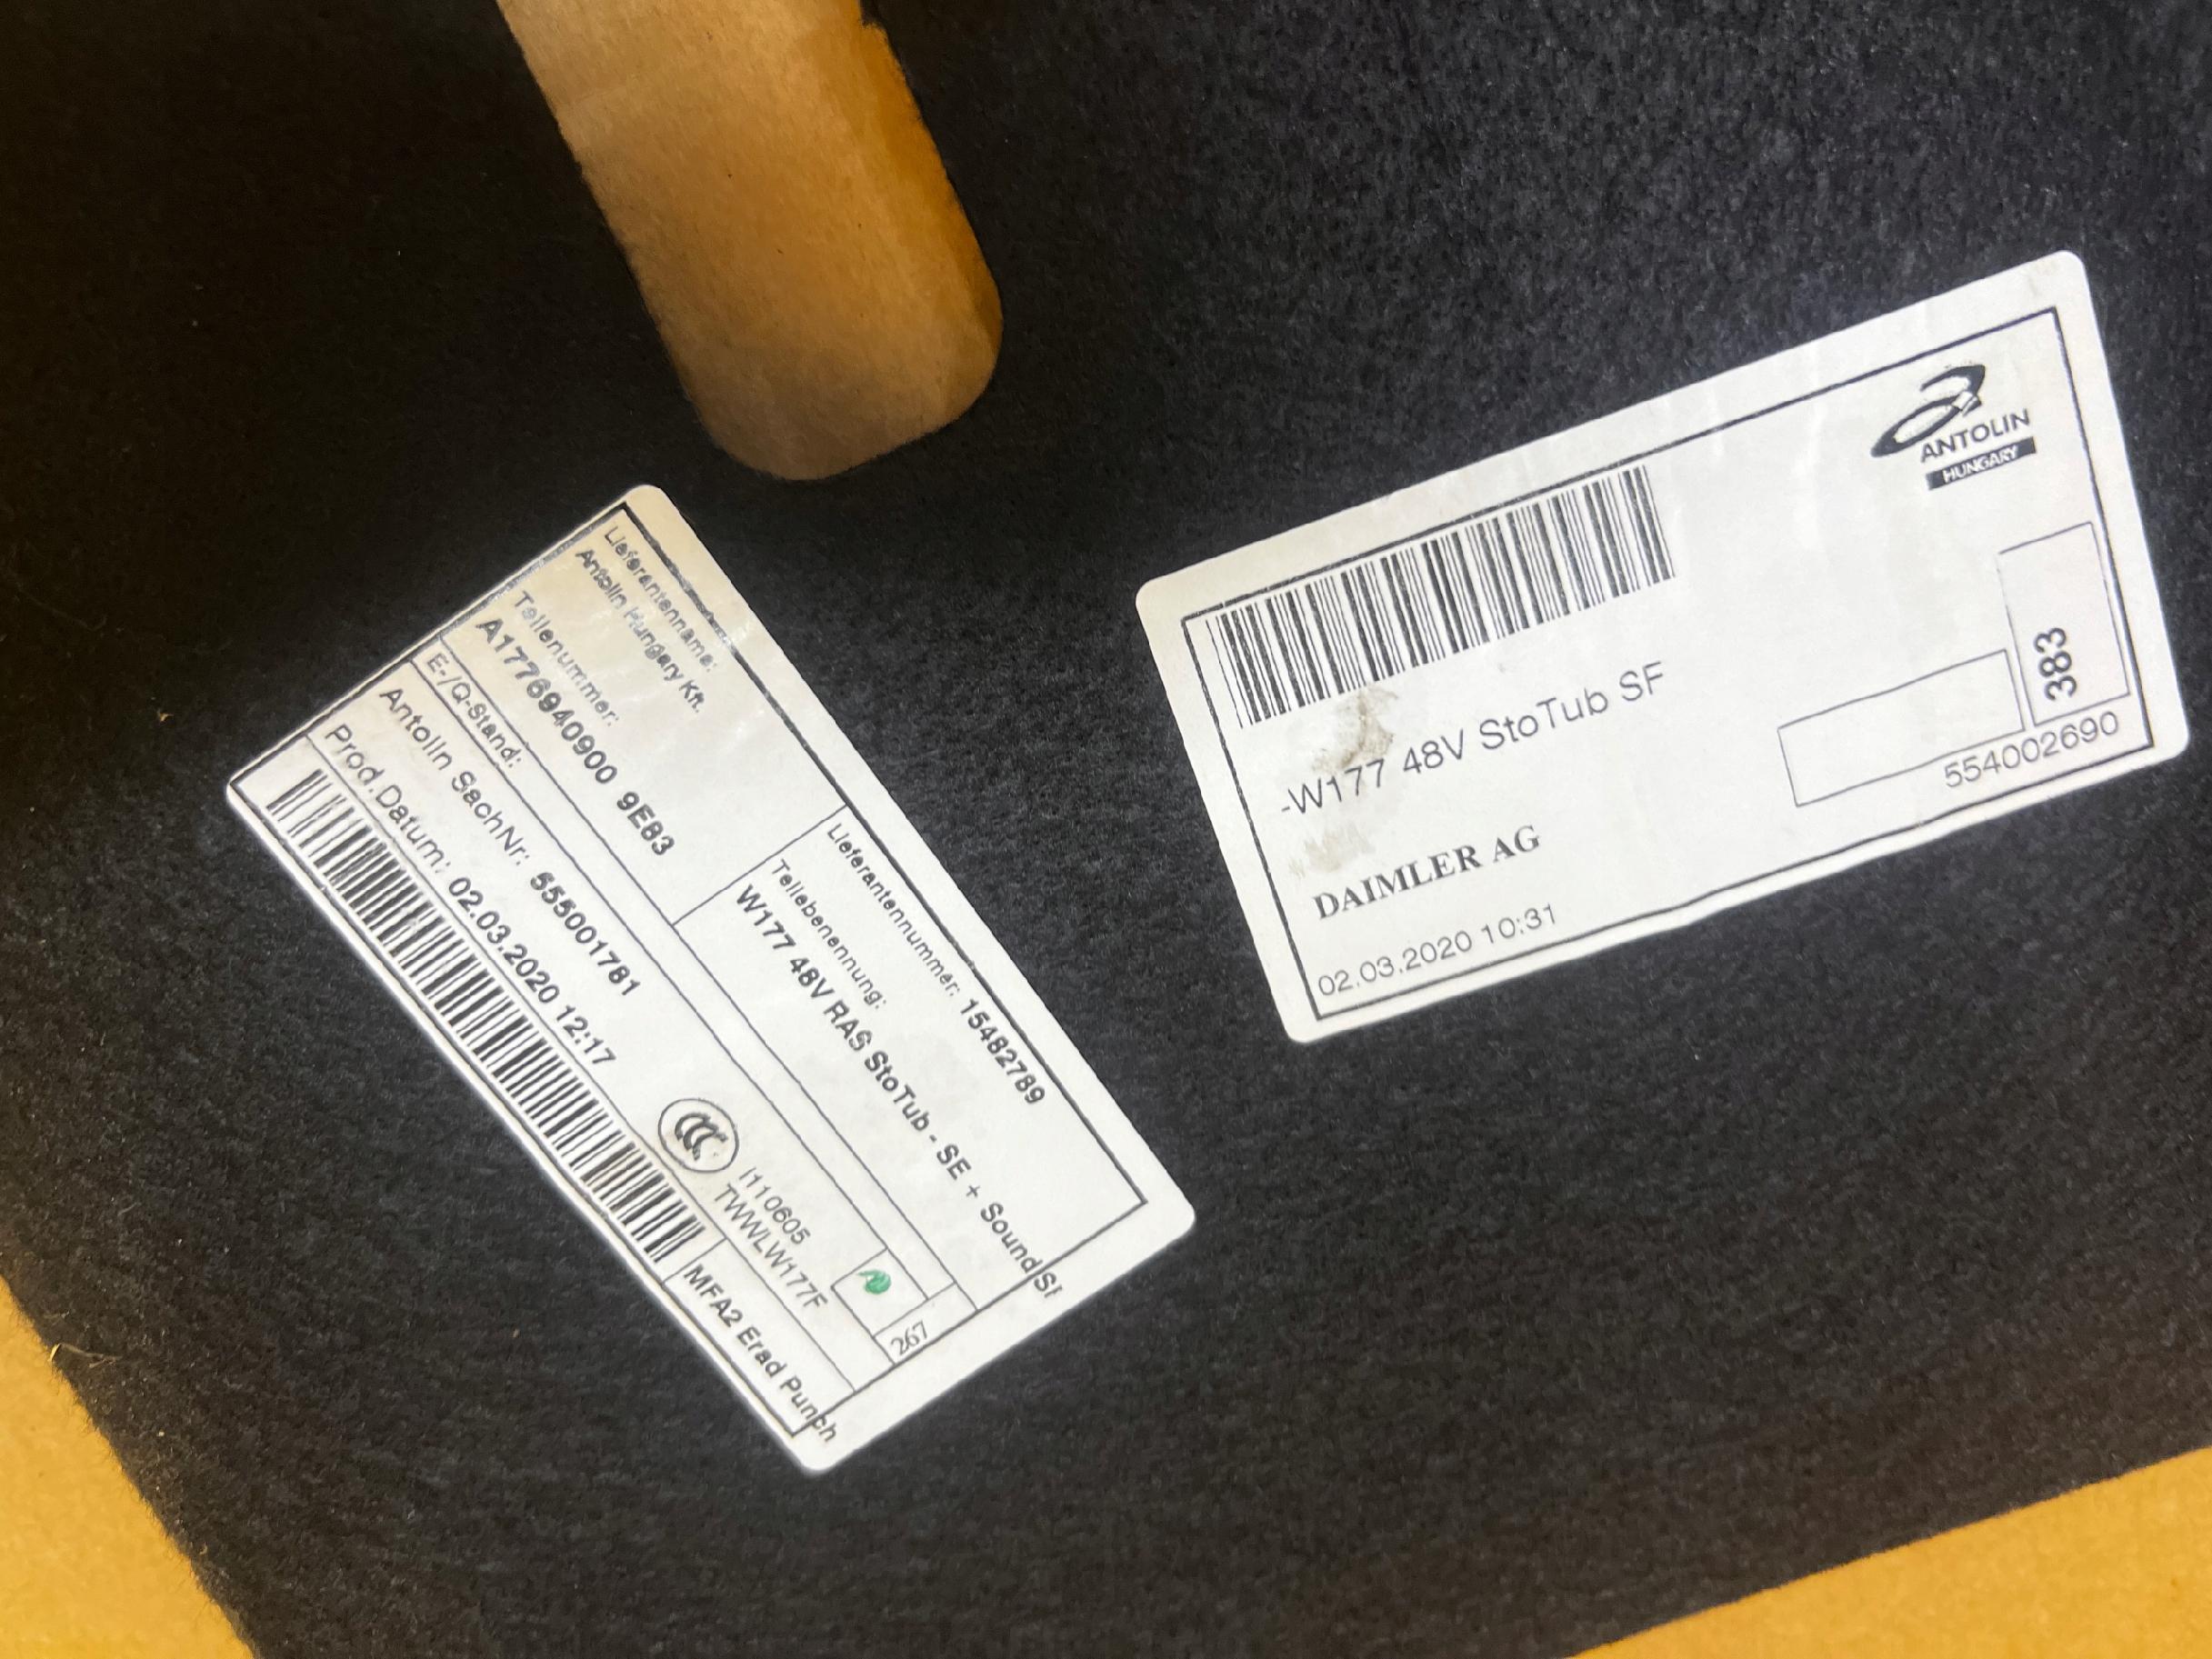 Lieferantenname:
Antolin Hungary Kft.
Lieferantennummer: 15482789
Teilenummer:
A1776940900 9E83
Teilebenennung:
W177 48V RAS StoTub - SE + Sound
E-/Q-Stand:
Antolin SachNr: 555001781
I110605
TWWLW177F
267
Prod.Datum: 02.03.2020 12:17
MFA2 Erad Punch
ANTOLIN
HUNGARY
-W177 48V StoTub SF
383
DAIMLER AG
554002690
02.03.2020 10:31